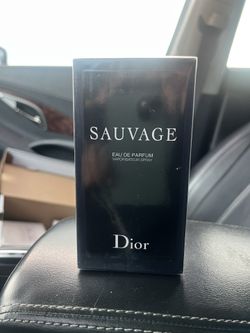 SAUVAGE
EAU DE PARFUM
VAPORISATEUR SPRAY
Dior